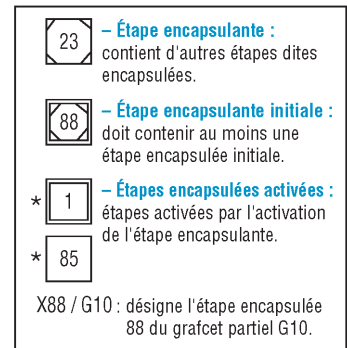 23
– Étape encapsulante :
contient d'autres étapes dites
encapsulées.
88
– Étape encapsulante initiale :
doit contenir au moins une
étape encapsulée initiale.
* 1
– Étapes encapsulées activées :
étapes activées par l'activation
de l'étape encapsulante.
* 85
X88 / G10 : désigne l'étape encapsulée
88 du grafcet partiel G10.